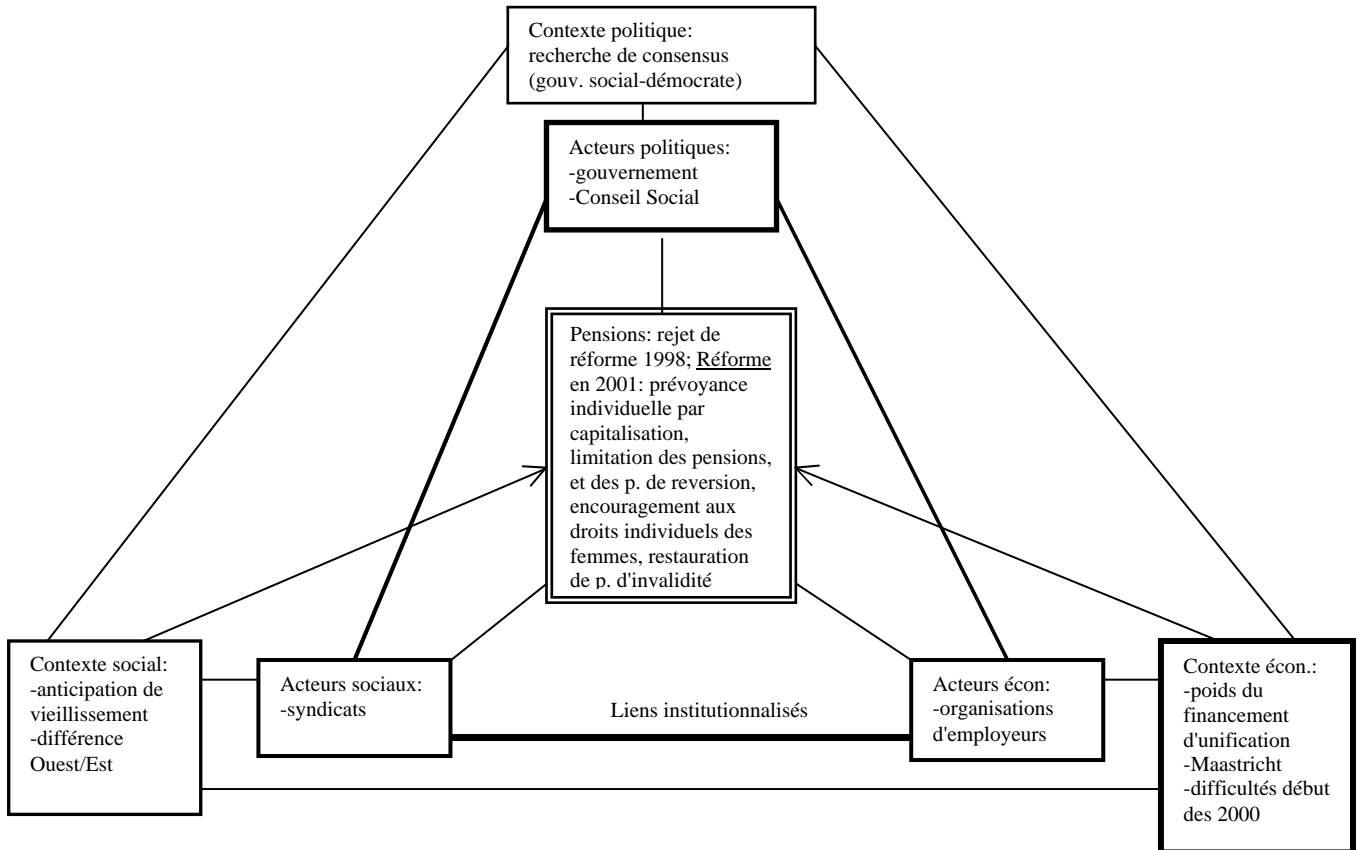 Contexte politique:
recherche de consensus
(gouv. social-démocrate)
Acteurs politiques:
-gouvernement
-Conseil Social
Pensions: rejet de
réforme 1998; Réforme
en 2001: prévoyance
individuelle par
capitalisation,
limitation des pensions,
et des p. de reversion,
encouragement aux
droits individuels des
femmes, restauration
de p. d'invalidité
Contexte social:
-anticipation de
vieillissement
-différence
Ouest/Est
Acteurs sociaux:
-syndicats
Liens institutionnalisés
Acteurs écon:
-organisations
d'employeurs
Contexte écon.:
-poids du
financement
d'unification
-Maastricht
-difficultés début
des 2000